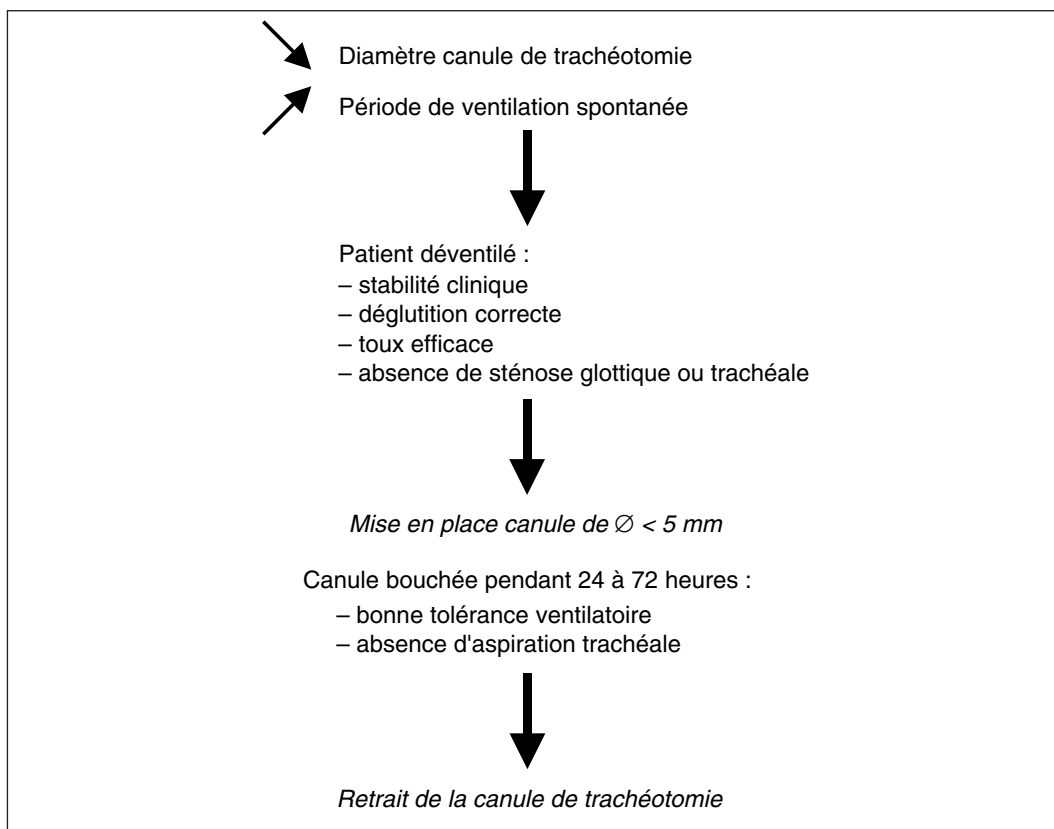 Diamètre canule de trachéotomie
Période de ventilation spontanée
Patient déventilé :
– stabilité clinique
– déglutition correcte
– toux efficace
– absence de sténose glottique ou trachéale
Mise en place canule de ∅ < 5 mm
Canule bouchée pendant 24 à 72 heures :
– bonne tolérance ventilatoire
– absence d'aspiration trachéale
Retrait de la canule de trachéotomie